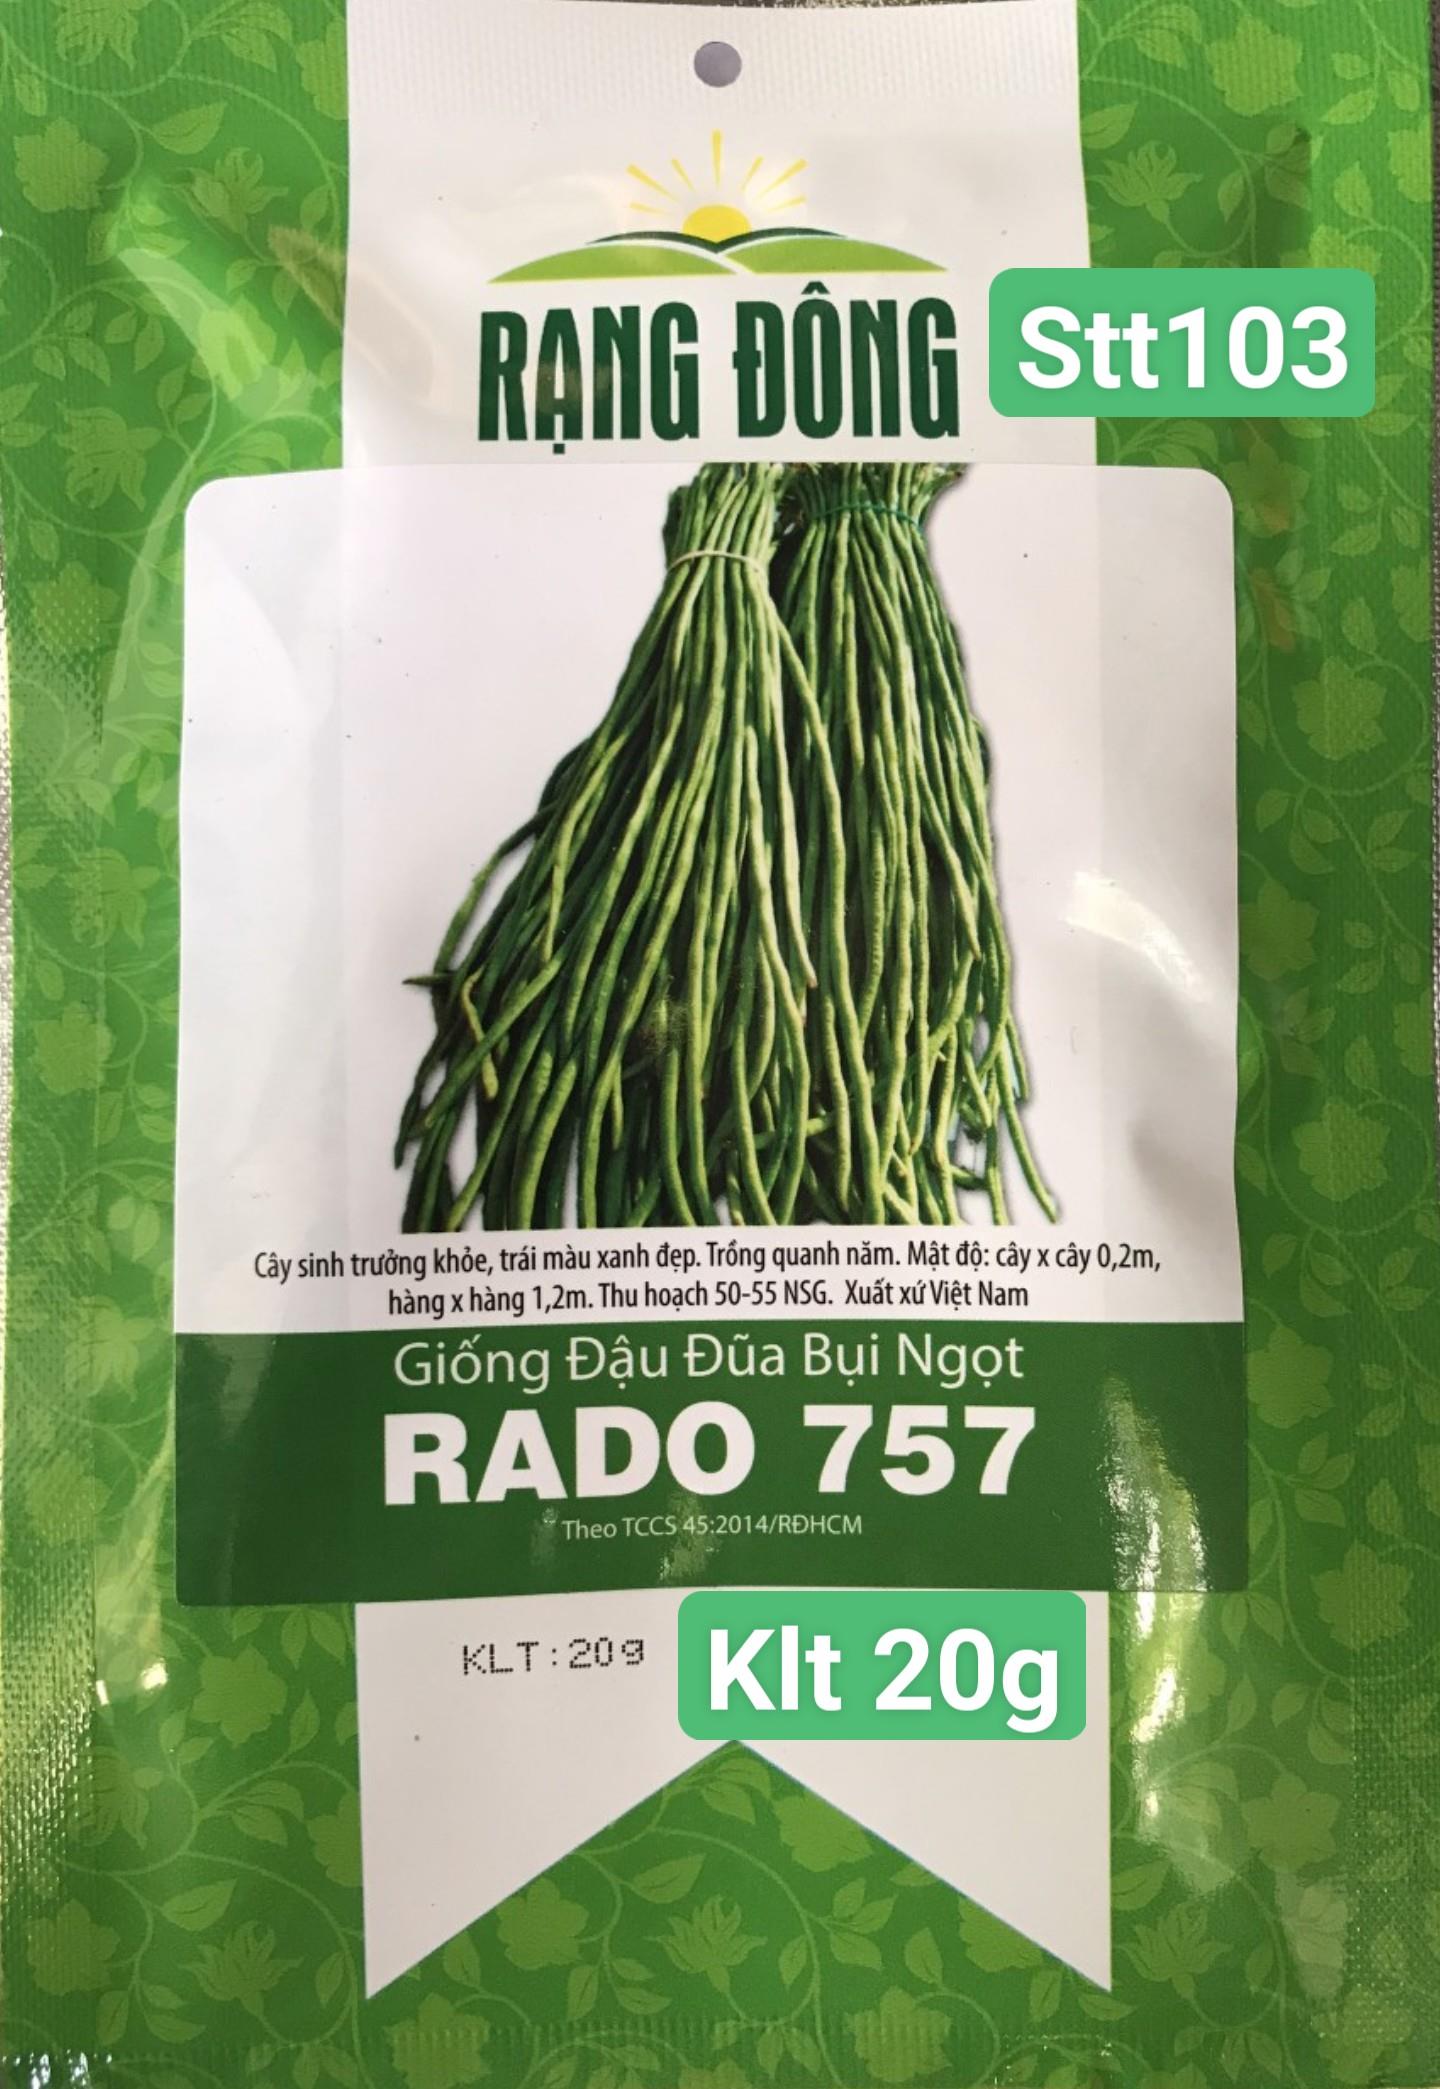 RẠNG ĐÔNG
Stt103
Cây sinh trưởng khỏe, trái màu xanh đẹp. Trồng quanh năm. Mật độ: cây x cây 0,2m,
hàng x hàng 1,2m. Thu hoạch 50-55 NSG. Xuất xứ Việt Nam
Giống Đậu Đũa Bụi Ngọt
RADO 757
Theo TCCS 45:2014/RĐHCM
KLT:20g
Klt 20g